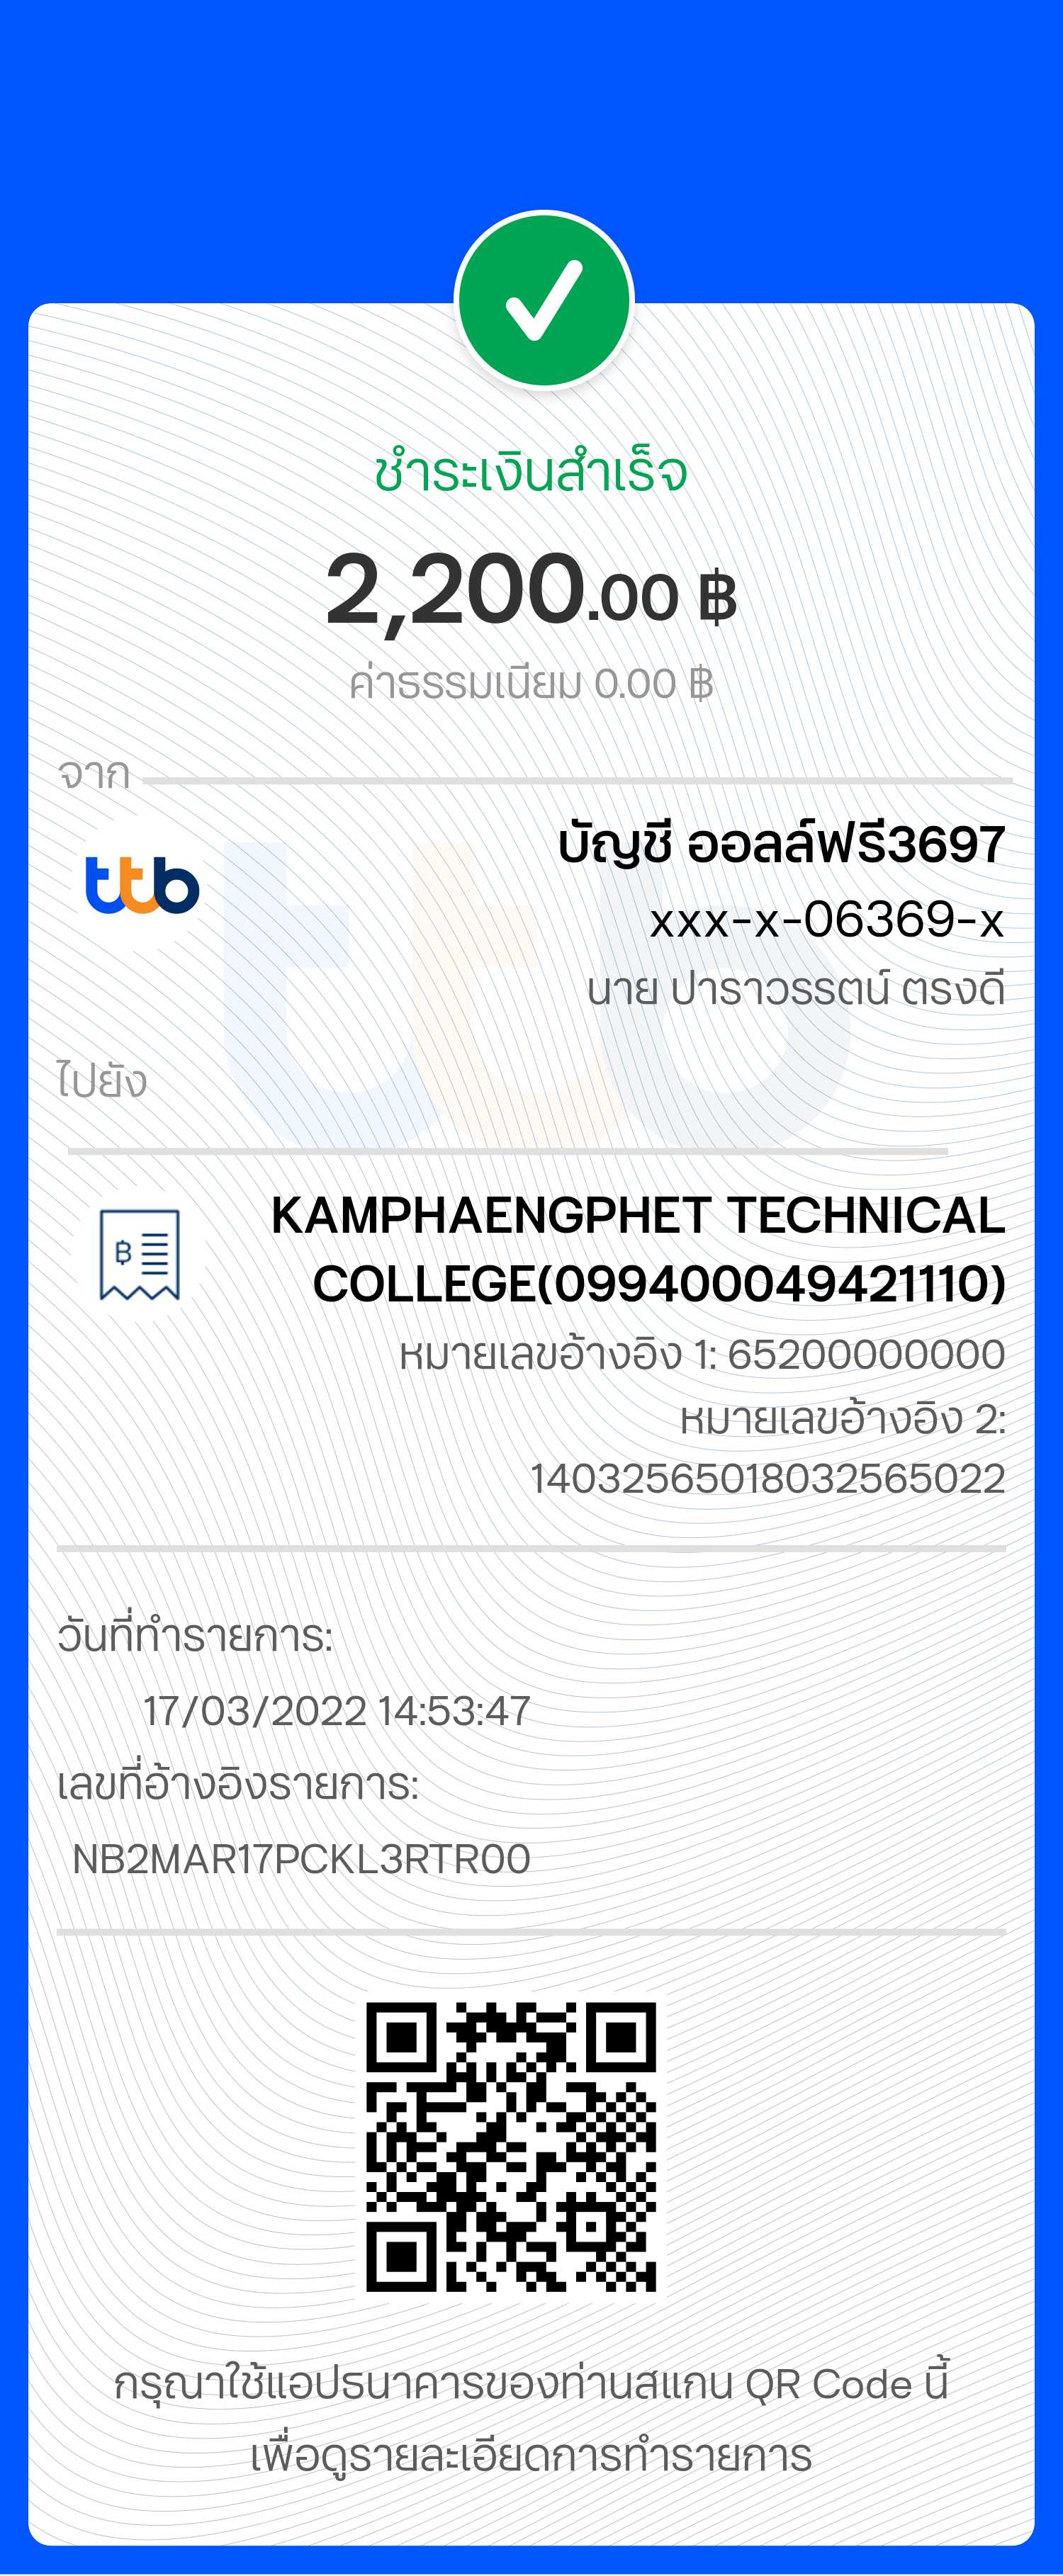 ชำระเงินสำเร็จ
2,200.00 ฿
ค่าธรรมเนียม 0.00 ฿
จาก
ttb
บัญชี ออลล์ฟรี3697
xxx-x-06369-x
นาย ปาราวรรตน์ ตรงดี
ไปยัง
KAMPHAENGPHET TECHNICAL
COLLEGE(099400049421110)
หมายเลขอ้างอิง 1: 65200000000
หมายเลขอ้างอิง 2:
14032565018032565022
วันที่ทำรายการ:
17/03/2022 14:53:47
เลขที่อ้างอิงรายการ:
NB2MAR17PCKL3RTR00
กรุณาใช้แอปธนาคารของท่านสแกน QR Code นี้
เพื่อดูรายละเอียดการทำรายการ